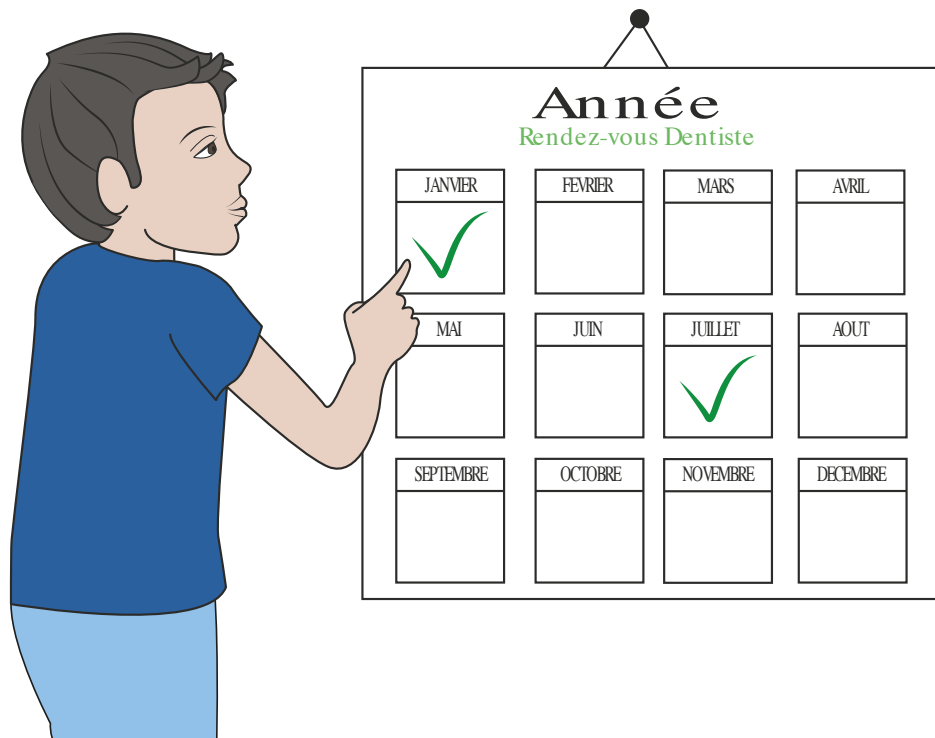 Année
Rendez-vous Dentiste
JANVIER FEVRIER MARS AVRIL
MAI JUIN JUILLET AOUT
SEPTEMBRE OCTOBRE NOVEMBRE DECEMBRE